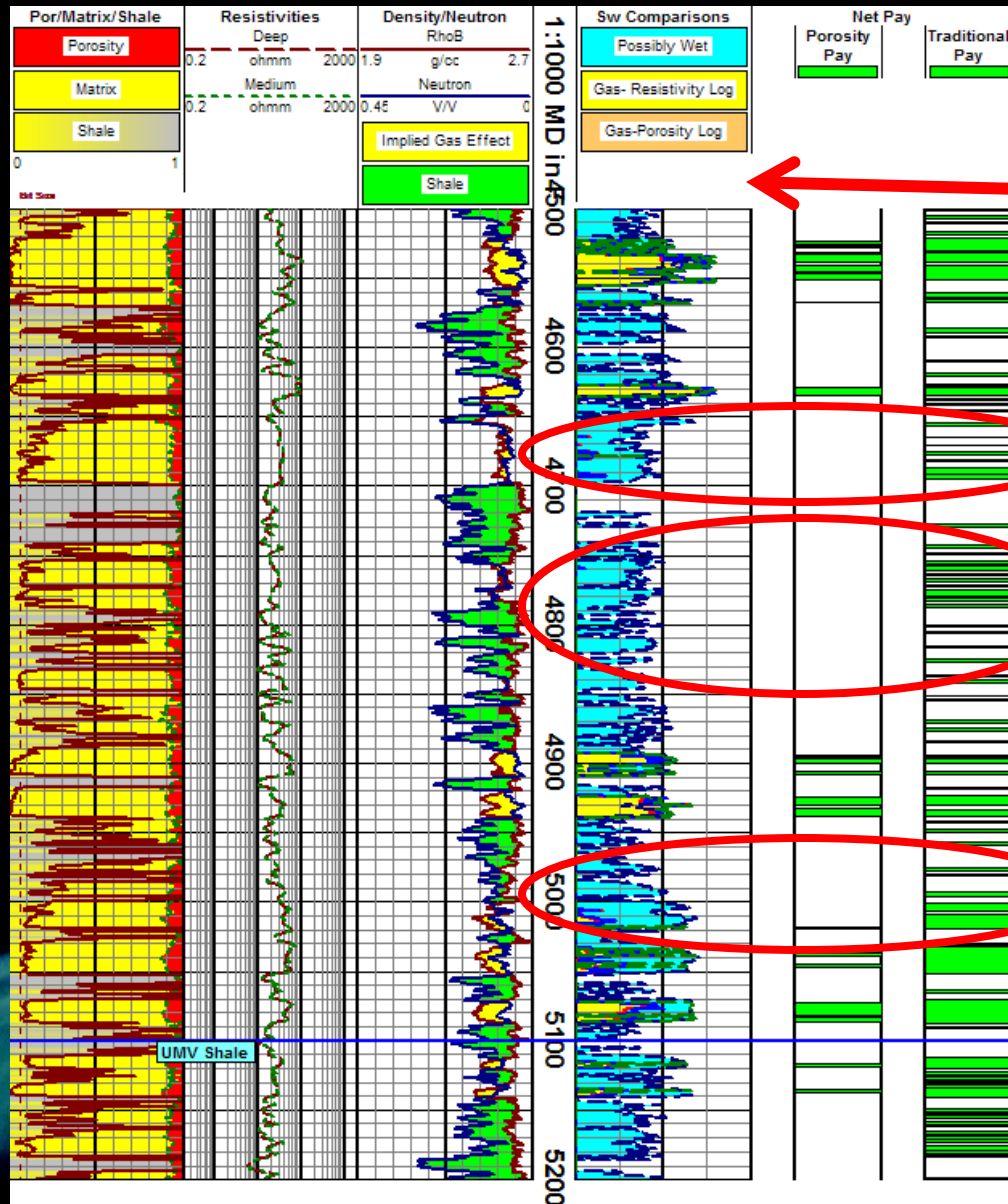 Por/Matrix/Shale
Porosity
Matrix
Shale
0 1
Bit Size
Resistivities
Deep
0.2 ohmm 2000
Medium
0.2 ohmm 2000
Density/Neutron
RhoB
1.9 g/cc 2.7
Neutron
0.45 V/V 0
Implied Gas Effect
Shale
1:1000 MD in F
Sw Comparisons
Possibly Wet
Gas- Resistivity Log
Gas-Porosity Log
Net Pay
Porosity
Pay
Traditional
Pay
4500
4600
4700
4800
4900
5000
5100
UMV Shale
5200